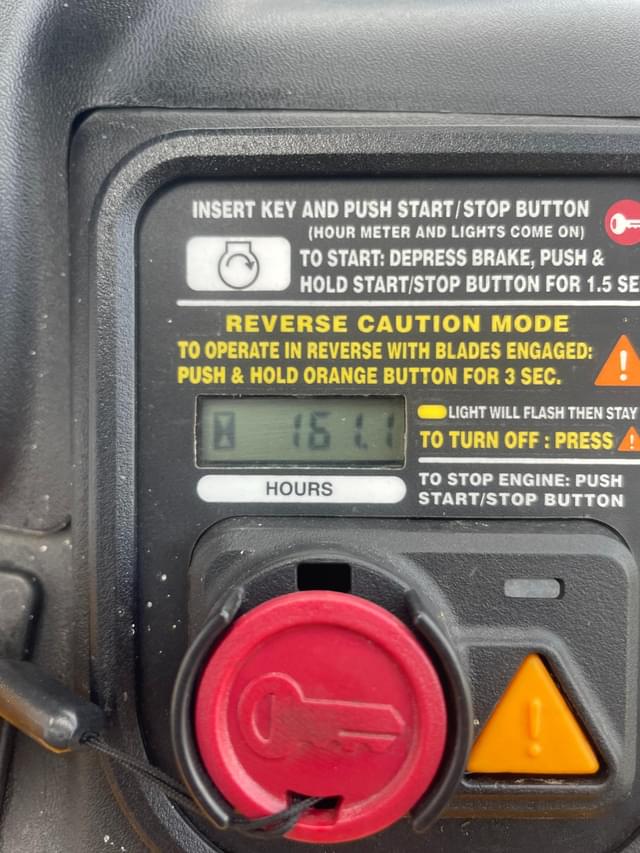 INSERT KEY AND PUSH START/STOP BUTTON
(HOUR METER AND LIGHTS COME ON)
TO START: DEPRESS BRAKE, PUSH &
HOLD START/STOP BUTTON FOR 1.5 SE
REVERSE CAUTION MODE
TO OPERATE IN REVERSE WITH BLADES ENGAGED:
PUSH & HOLD ORANGE BUTTON FOR 3 SEC.
161.1
LIGHT WILL FLASH THEN STAY
TO TURN OFF : PRESS
HOURS
TO STOP ENGINE: PUSH
START/STOP BUTTON